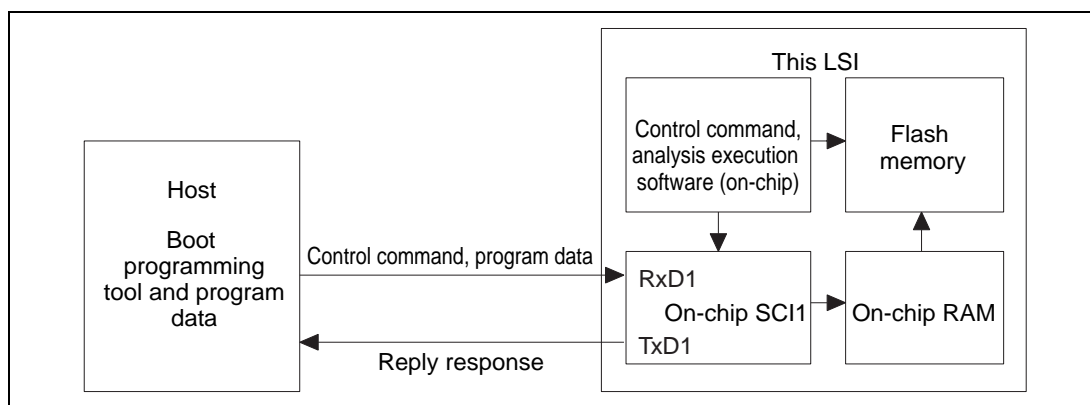 This LSI
Control command,
analysis execution
software (on-chip)
Flash
memory
Host
Boot
programming
tool and program
data
Control command, program data
RxD1
On-chip SCI1
TxD1
On-chip RAM
Reply response